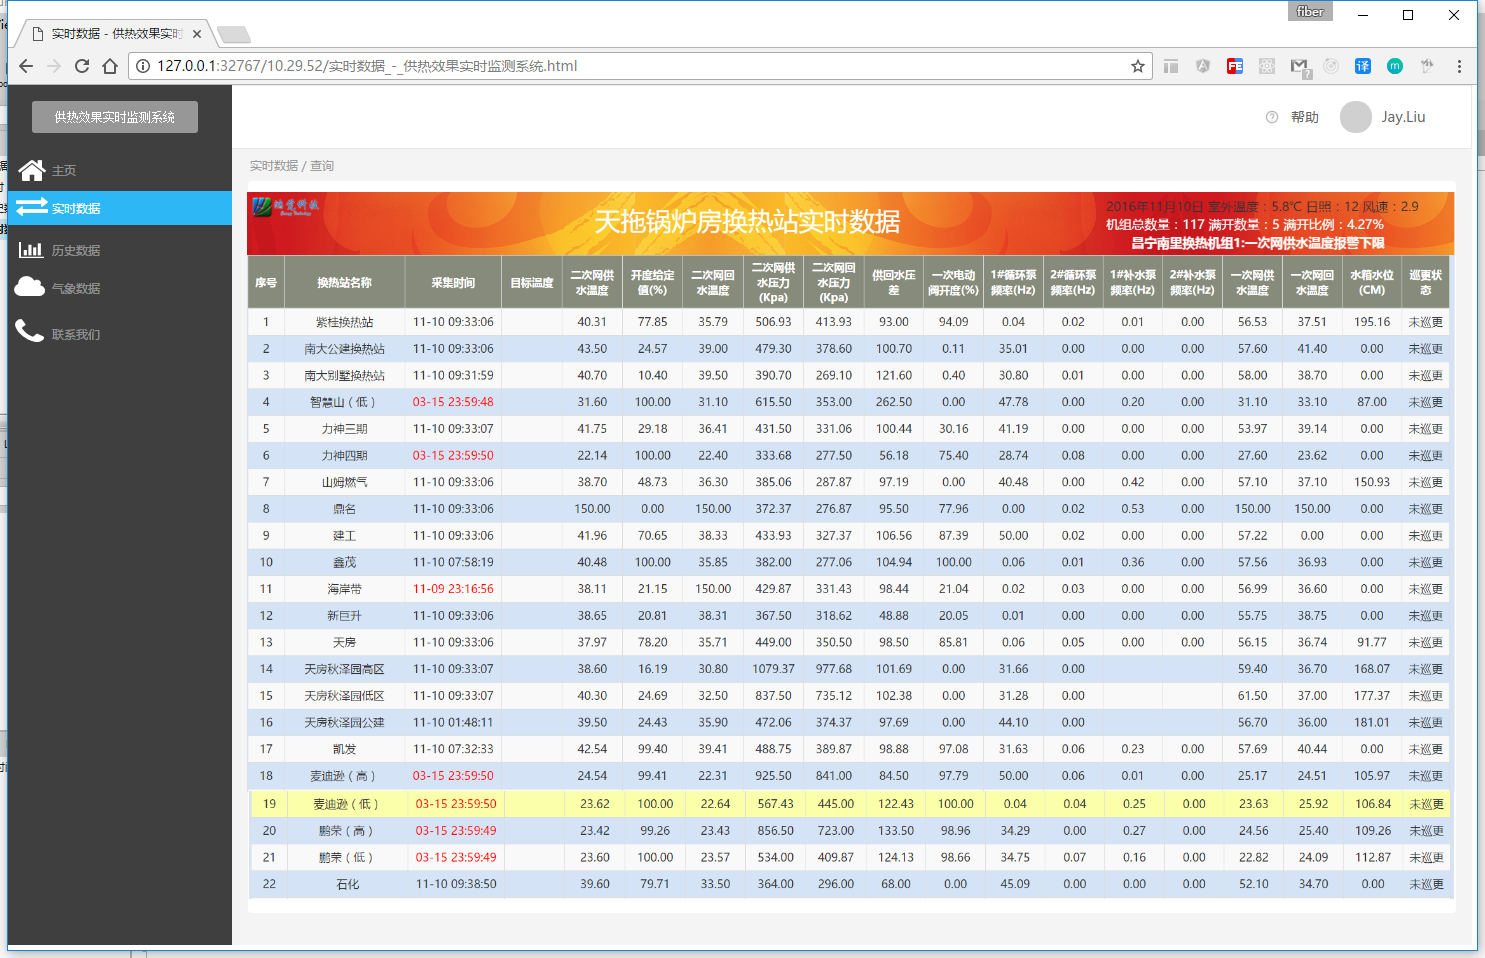 fiber
实时数据 - 供热效果实时
127.0.0.1:32767/10.29.52/实时数据_-_供热效果实时监测系统.html
供热效果实时监测系统
帮助 Jay.Liu
主页
实时数据
历史数据
气象数据
联系我们
实时数据 / 查询
天拖锅炉房换热站实时数据
2016年11月10日 室外温度：5.8℃ 日照：12 风速：2.9
机组总数量：117 满开数量：5 满开比例：4.27%
昌宁南里换热机组1:一次网供水温度报警下限
序号 换热站名称 采集时间 目标温度 二次网供水温度 开度给定值(%) 二次网回水温度 二次网供水压力(Kpa) 二次网回水压力(Kpa) 供回水压差 一次电动阀开度(%) 1#循环泵频率(Hz) 2#循环泵频率(Hz) 1#补水泵频率(Hz) 2#补水泵频率(Hz) 一次网供水温度 一次网回水温度 水箱水位(CM) 巡更状态
1 紫桂换热站 11-10 09:33:06 40.31 77.85 35.79 506.93 413.93 93.00 94.09 0.04 0.02 0.01 0.00 56.53 37.51 195.16 未巡更
2 南大公建换热站 11-10 09:33:06 43.50 24.57 39.00 479.30 378.60 100.70 0.11 35.01 0.00 0.00 0.00 57.60 41.40 0.00 未巡更
3 南大别墅换热站 11-10 09:31:59 40.70 10.40 39.50 390.70 269.10 121.60 0.40 30.80 0.01 0.00 0.00 58.00 38.70 0.00 未巡更
4 智慧山（低） 03-15 23:59:48 31.60 100.00 31.10 615.50 353.00 262.50 0.00 47.78 0.00 0.20 0.00 31.10 33.10 87.00 未巡更
5 力神三期 11-10 09:33:07 41.75 29.18 36.41 431.50 331.06 100.44 30.16 41.19 0.00 0.00 0.00 53.97 39.14 0.00 未巡更
6 力神四期 03-15 23:59:50 22.14 100.00 22.40 333.68 277.50 56.18 75.40 28.74 0.08 0.00 0.00 27.60 23.62 0.00 未巡更
7 山姆燃气 11-10 09:33:06 38.70 48.73 36.30 385.06 287.87 97.19 0.00 40.48 0.00 0.42 0.00 57.10 37.10 150.93 未巡更
8 鼎名 11-10 09:33:06 150.00 0.00 150.00 372.37 276.87 95.50 77.96 0.00 0.02 0.53 0.00 150.00 150.00 0.00 未巡更
9 建工 11-10 09:33:06 41.96 70.65 38.33 433.93 327.37 106.56 87.39 50.00 0.02 0.00 0.00 57.22 0.00 0.00 未巡更
10 鑫茂 11-10 07:58:19 40.48 100.00 35.85 382.00 277.06 104.94 100.00 0.06 0.01 0.36 0.00 57.56 36.93 0.00 未巡更
11 海岸带 11-09 23:16:56 38.11 21.15 150.00 429.87 331.43 98.44 21.04 0.02 0.03 0.00 0.00 56.99 36.60 0.00 未巡更
12 新巨升 11-10 09:33:06 38.65 20.81 38.31 367.50 318.62 48.88 20.05 0.01 0.00 0.00 0.00 55.75 38.75 0.00 未巡更
13 天房 11-10 09:33:06 37.97 78.20 35.71 449.00 350.50 98.50 85.81 0.06 0.05 0.00 0.00 56.15 36.74 91.77 未巡更
14 天房秋泽园高区 11-10 09:33:07 38.60 16.19 30.80 1079.37 977.68 101.69 0.00 31.66 0.00 59.40 36.70 168.07 未巡更
15 天房秋泽园低区 11-10 09:33:07 40.30 24.69 32.50 837.50 735.12 102.38 0.00 31.28 0.00 61.50 37.00 177.37 未巡更
16 天房秋泽园公建 11-10 01:48:11 39.50 24.43 35.90 472.06 374.37 97.69 0.00 44.10 0.00 56.70 36.00 181.01 未巡更
17 凯发 11-10 07:32:33 42.54 99.40 39.41 488.75 389.87 98.88 97.08 31.63 0.06 0.23 0.00 57.69 40.44 0.00 未巡更
18 麦迪逊（高） 03-15 23:59:50 24.54 99.41 22.31 925.50 841.00 84.50 97.79 50.00 0.06 0.01 0.00 25.17 24.51 105.97 未巡更
19 麦迪逊（低） 03-15 23:59:50 23.62 100.00 22.64 567.43 445.00 122.43 100.00 0.04 0.04 0.25 0.00 23.63 25.92 106.84 未巡更
20 鹏荣（高） 03-15 23:59:49 23.42 99.26 23.43 856.50 723.00 133.50 98.96 34.29 0.00 0.27 0.00 24.56 25.40 109.26 未巡更
21 鹏荣（低） 03-15 23:59:49 23.60 100.00 23.57 534.00 409.87 124.13 98.66 34.75 0.07 0.16 0.00 22.82 24.09 112.87 未巡更
22 石化 11-10 09:38:50 39.60 79.71 33.50 364.00 296.00 68.00 0.00 45.09 0.00 0.00 0.00 52.10 34.70 0.00 未巡更